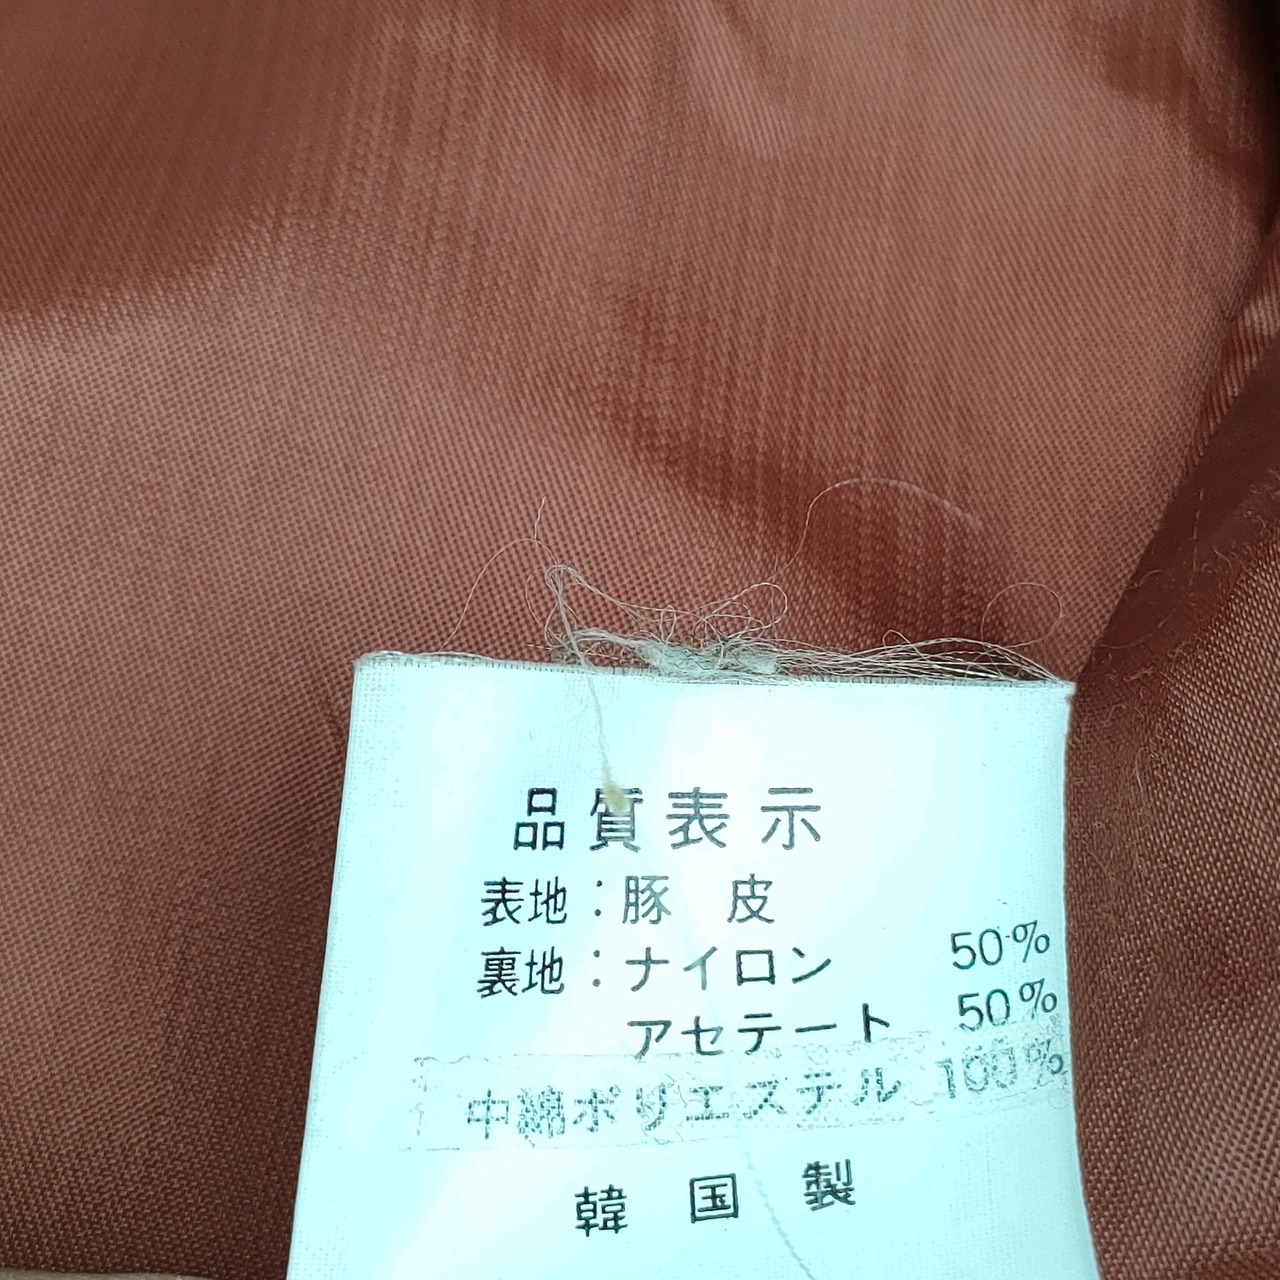 品質表示
表地：豚 皮
裏地：ナイロン 50%
アセテート 50%
中綿ポリエステル 100%
韓国製